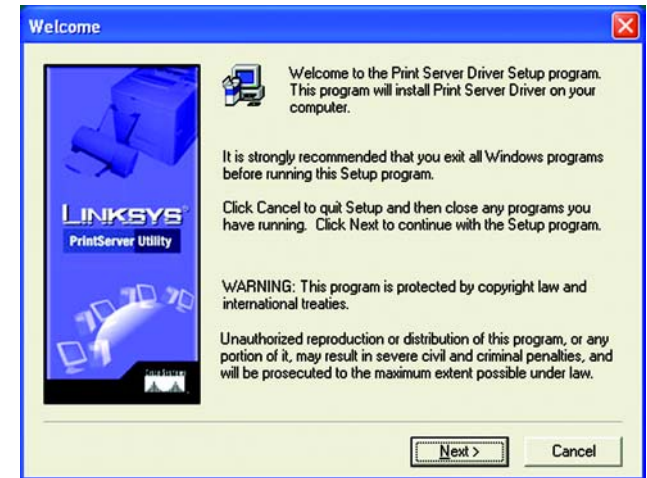 Welcome
Welcome to the Print Server Driver Setup program.
This program will install Print Server Driver on your
computer.
It is strongly recommended that you exit all Windows programs
before running this Setup program.
Click Cancel to quit Setup and then close any programs you
have running. Click Next to continue with the Setup program.
LINKSYS
PrintServer Utility
WARNING: This program is protected by copyright law and
international treaties.
Unauthorized reproduction or distribution of this program, or any
portion of it, may result in severe civil and criminal penalties, and
will be prosecuted to the maximum extent possible under law.
Next >
Cancel